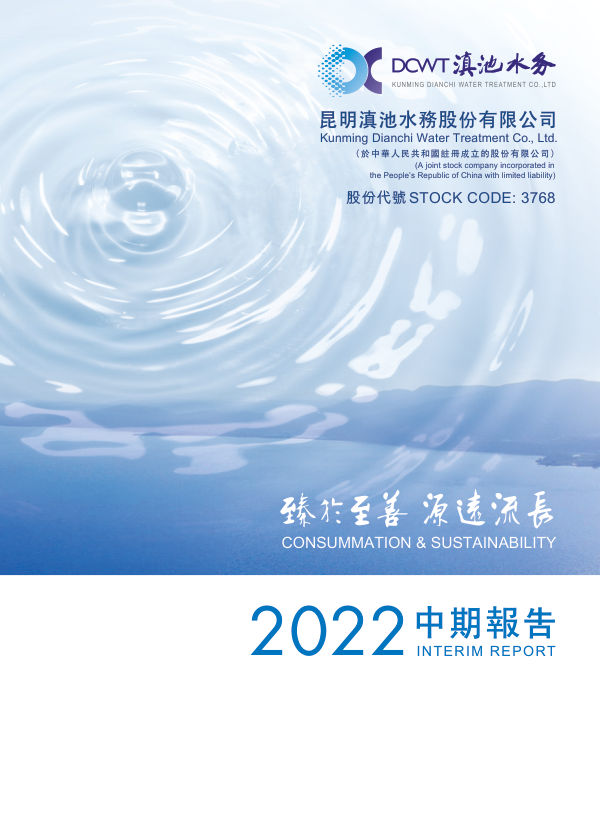 DCWT滇池水务
KUNMING DIANCHI WATER TREATMENT CO.,LTD
昆明滇池水務股份有限公司
Kunming Dianchi Water Treatment Co., Ltd.
（於中華人民共和國註冊成立的股份有限公司）
(A joint stock company incorporated in
the People's Republic of China with limited liability)
股份代號 STOCK CODE: 3768
臻於至善 源遠流長
CONSUMMATION & SUSTAINABILITY
2022 中期報告
INTERIM REPORT